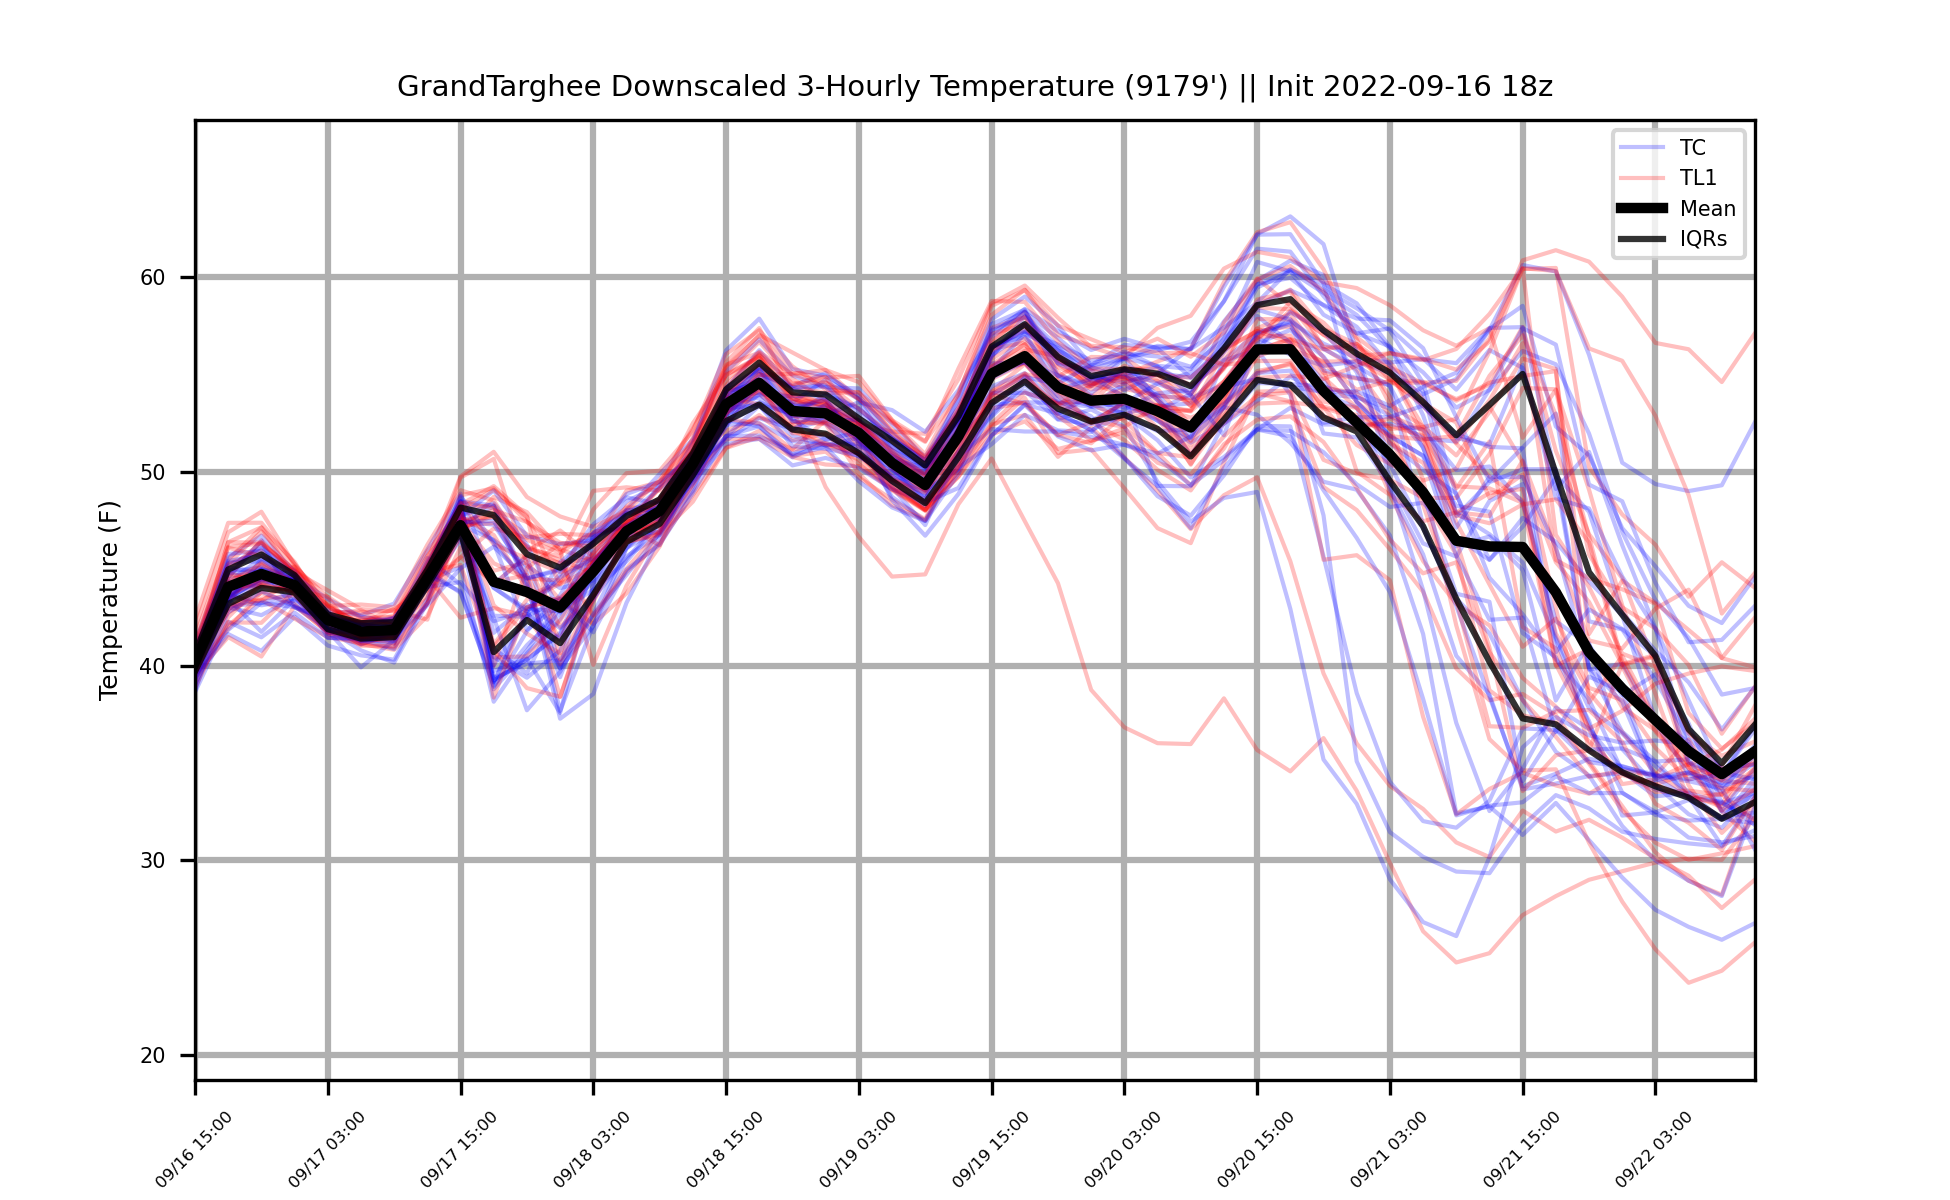 GrandTarghee Downscaled 3-Hourly Temperature (9179') || Init 2022-09-16 18z
TC
TL1
Mean
IQRs
Temperature (F)
60
50
40
30
20
09/16 15:00
09/17 03:00
09/17 15:00
09/18 03:00
09/18 15:00
09/19 03:00
09/19 15:00
09/20 03:00
09/20 15:00
09/21 03:00
09/21 15:00
09/22 03:00